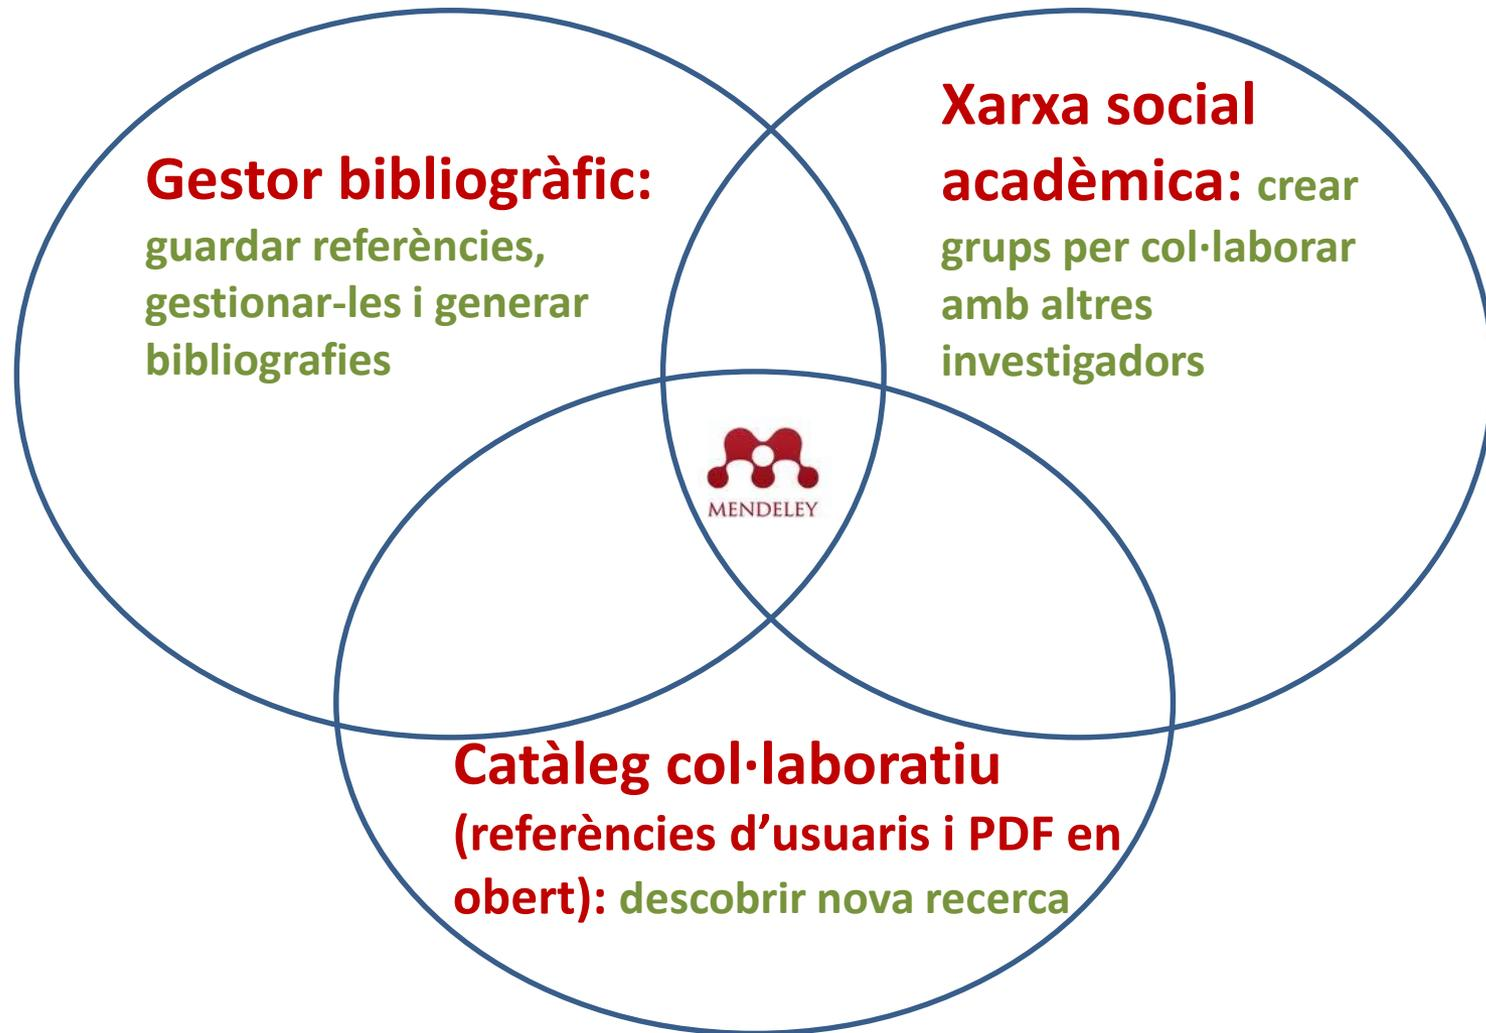 Gestor bibliogràfic:
guardar referències,
gestionar-les i generar
bibliografies
Xarxa social
acadèmica: crear
grups per col·laborar
amb altres
investigadors
MENDELEY
Catàleg col·laboratiu
(referències d’usuaris i PDF en
obert): descobrir nova recerca